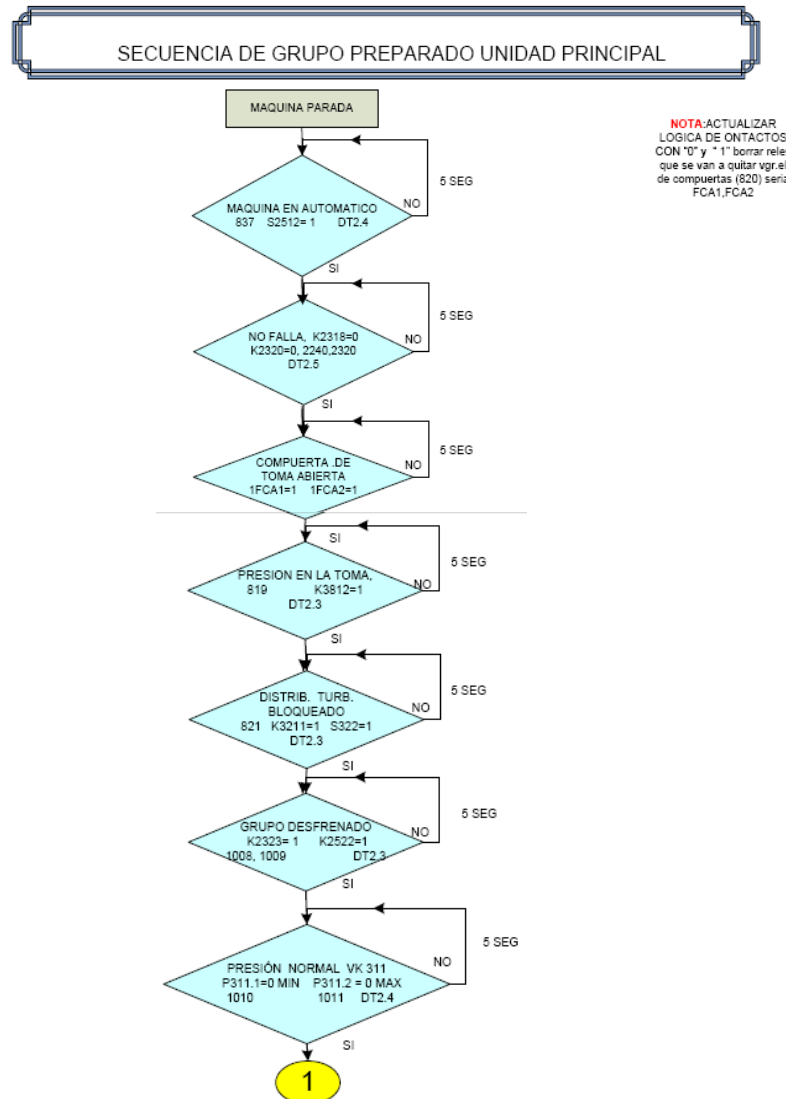 SECUENCIA DE GRUPO PREPARADO UNIDAD PRINCIPAL
MAQUINA PARADA
NOTA:ACTUALIZAR
LOGICA DE ONTACTOS
CON "0" y " 1" borrar rele
que se van a quitar vgr.el
de compuertas (820) seria
FCA1,FCA2
5 SEG
MAQUINA EN AUTOMATICO
837 S2512= 1 DT2.4
NO
SI
5 SEG
NO FALLA, K2318=0
K2320=0, 2240,2320
DT2.5
NO
SI
5 SEG
COMPUERTA .DE
TOMA ABIERTA
1FCA1=1 1FCA2=1
NO
SI
5 SEG
PRESION EN LA TOMA,
819 K3812=1
DT2.3
NO
SI
5 SEG
DISTRIB. TURB.
BLOQUEADO
821 K3211=1 S322=1
DT2.3
NO
SI
5 SEG
GRUPO DESFRENADO
K2323= 1 K2522=1
1008, 1009 DT2.3
NO
SI
5 SEG
PRESIÓN NORMAL VK 311
P311.1=0 MIN P311.2 = 0 MAX
1010 1011 DT2.4
NO
SI
1